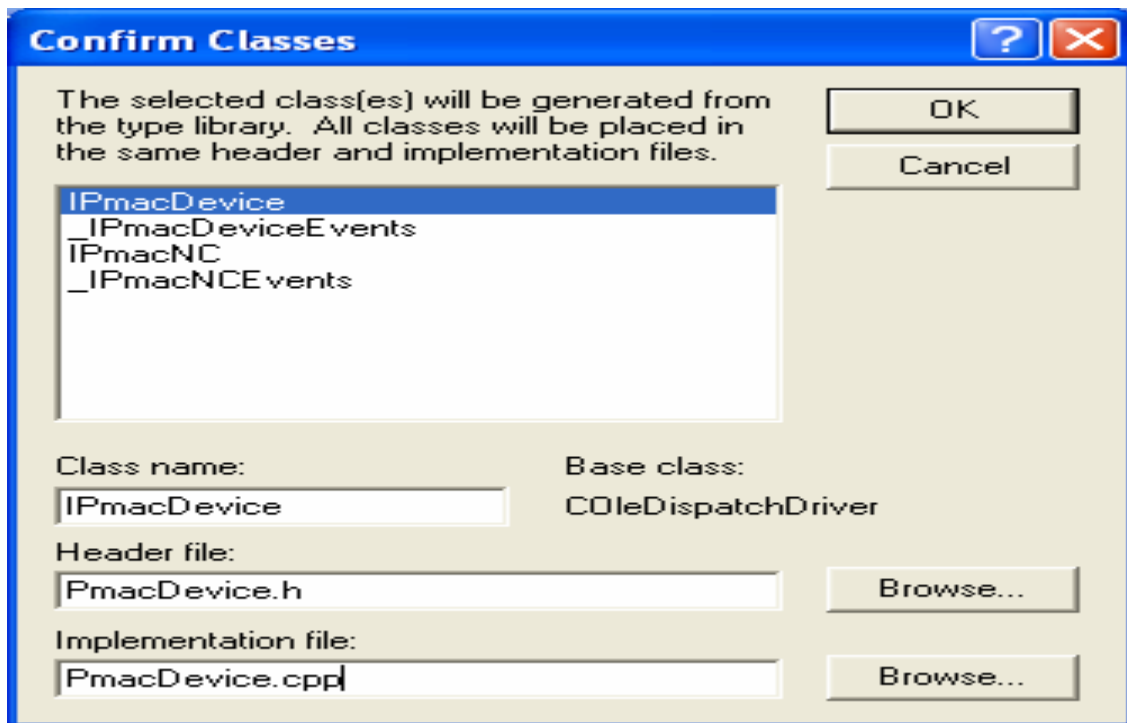 Confirm Classes
The selected class(es) will be generated from
the type library.  All classes will be placed in
the same header and implementation files.
OK
Cancel
IPmacDevice
_IPmacDeviceEvents
IPmacNC
_IPmacNCEvents
Class name:
Base class:
IPmacDevice
COleDispatchDriver
Header file:
PmacDevice.h
Browse...
Implementation file:
PmacDevice.cpp
Browse...